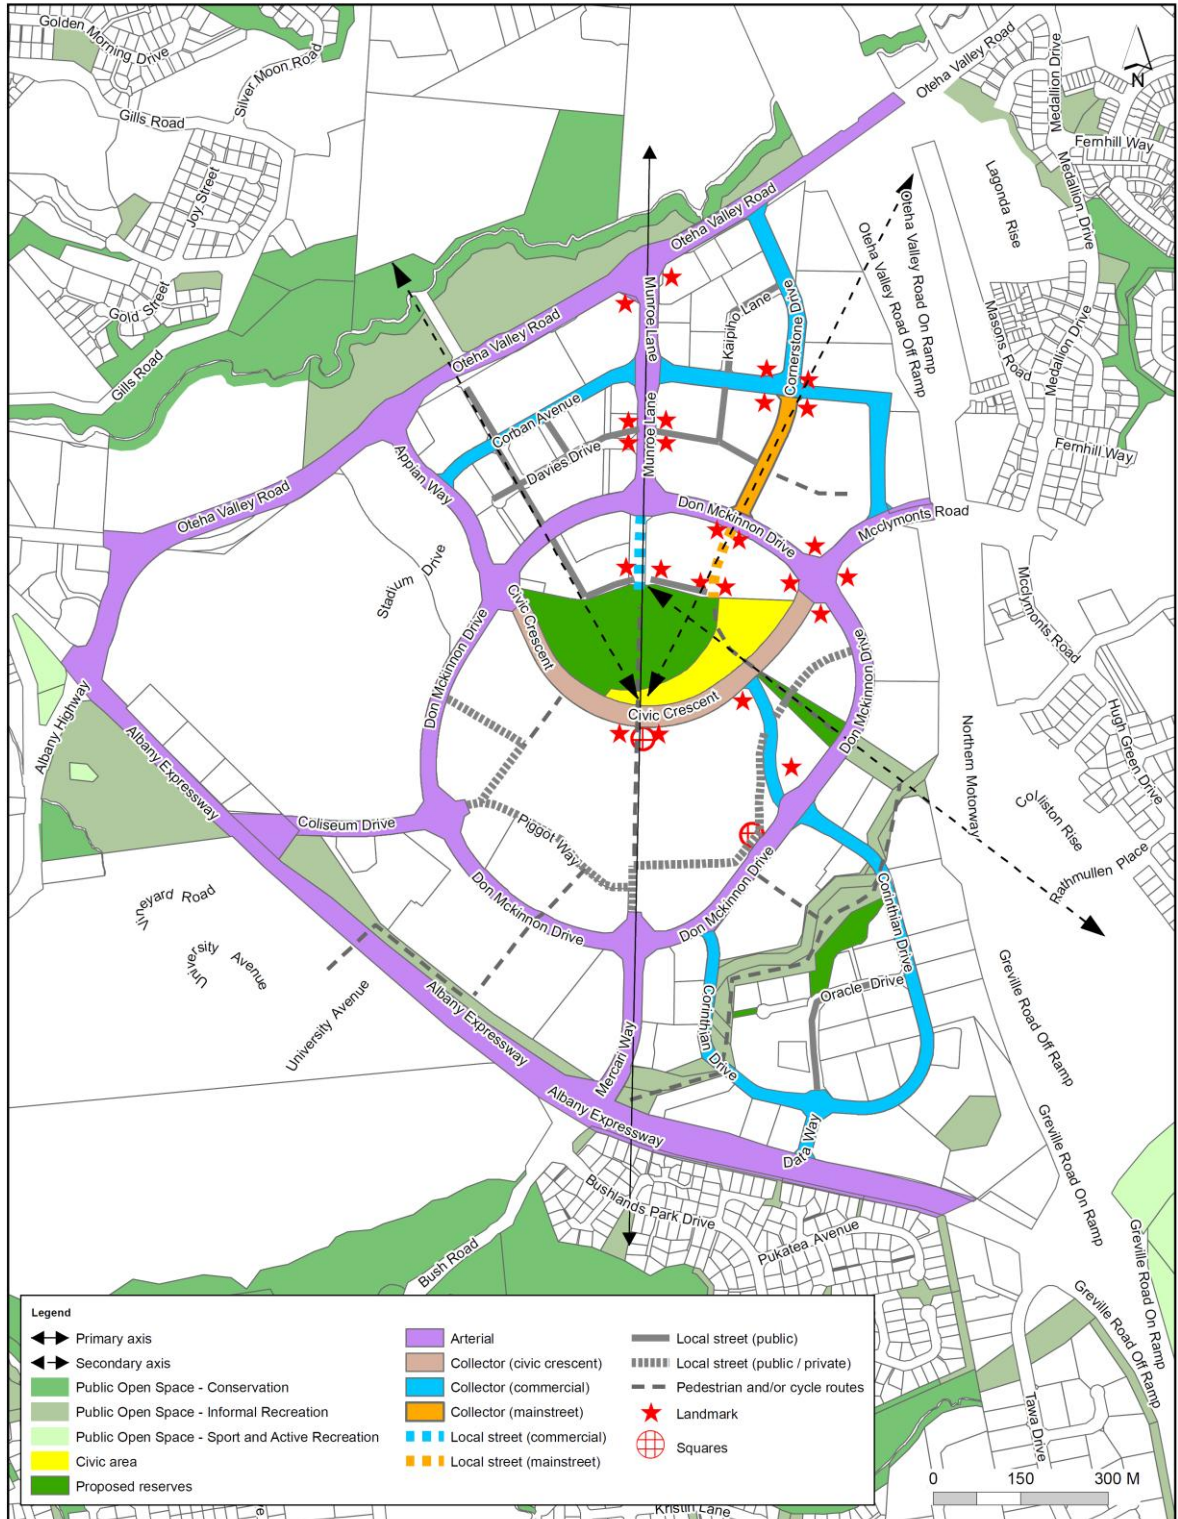 Golden Morning Drive
Silver Moon Road
Gills Road
Joy Street
Gold Street
Gills Road
Oteha Valley Road
Medallion Drive
N
Fernhill Way
Medallion Drive
Lagonda Rise
Oteha Valley Road
Oteha Valley Road On Ramp
Oteha Valley Road Off Ramp
Masons Road
Medallion Drive
Fernhill Way
Munroe Lane
Kaipiho Lane
Cornerstone Drive
Oteha Valley Road
Corban Avenue
Munroe Lane
Davies Drive
Appian Way
Oteha Valley Road
Don Mckinnon Drive
Mcclymonts Road
Stadium Drive
Civic Crescent
Mcclymonts Road
Don Mckinnon Drive
Don Mckinnon Drive
Civic Crescent
Don Mckinnon Drive
Albany Highway
Albany Expressway
Northern Motorway
Hugh Green Drive
Colliston Rise
Rathmullen Place
Coliseum Drive
Piggot Way
Don Mckinnon Drive
Don Mckinnon Drive
Corinthian Drive
Vineyard Road
University Avenue
University Avenue
Albany Expressway
Oracle Drive
Corinthian Drive
Mercari Way
Greville Road Off Ramp
Albany Expressway
Data Way
Greville Road On Ramp
Bushlands Park Drive
Pukatea Avenue
Bush Road
Greville Road On Ramp
Greville Road Off Ramp
Tawa Drive
Kristin Lane
Legend
Primary axis
Secondary axis
Public Open Space - Conservation
Public Open Space - Informal Recreation
Public Open Space - Sport and Active Recreation
Civic area
Proposed reserves
Arterial
Collector (civic crescent)
Collector (commercial)
Collector (mainstreet)
Local street (commercial)
Local street (mainstreet)
Local street (public)
Local street (public / private)
Pedestrian and/or cycle routes
Landmark
Squares
0 150 300 M